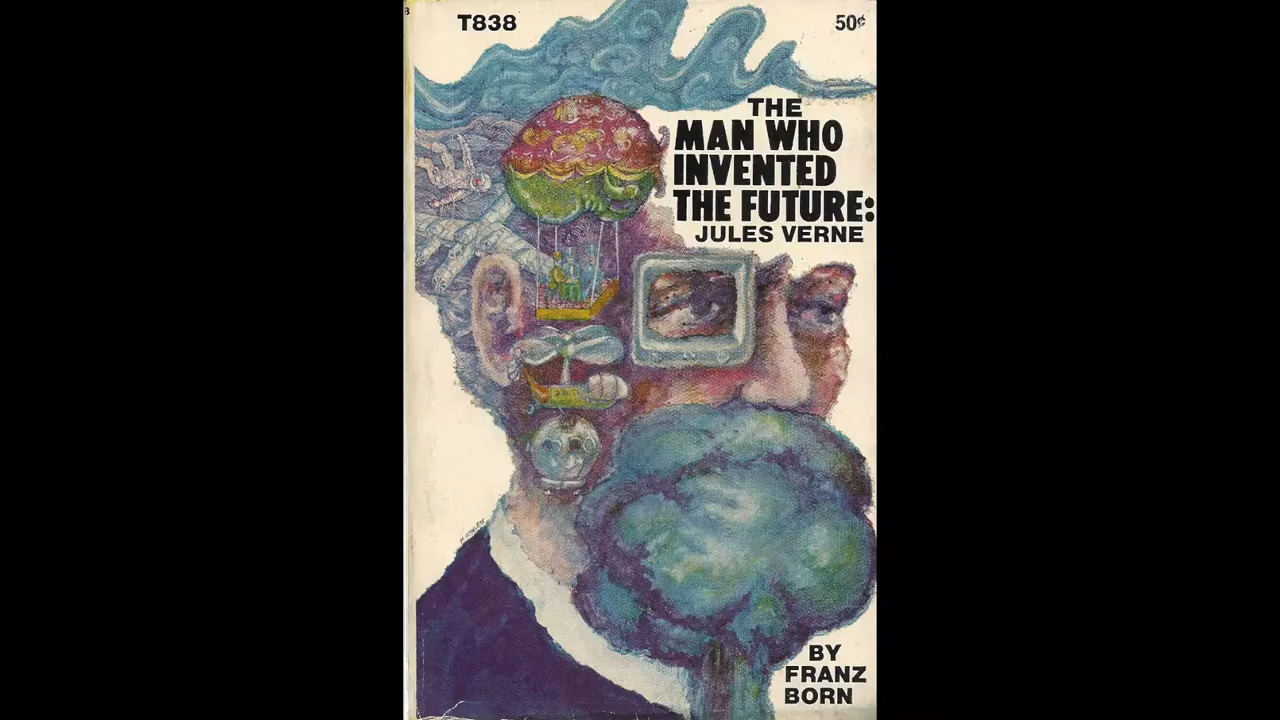 T838
50¢
THE
MAN WHO
INVENTED
THE FUTURE:
JULES VERNE
BY
FRANZ
BORN